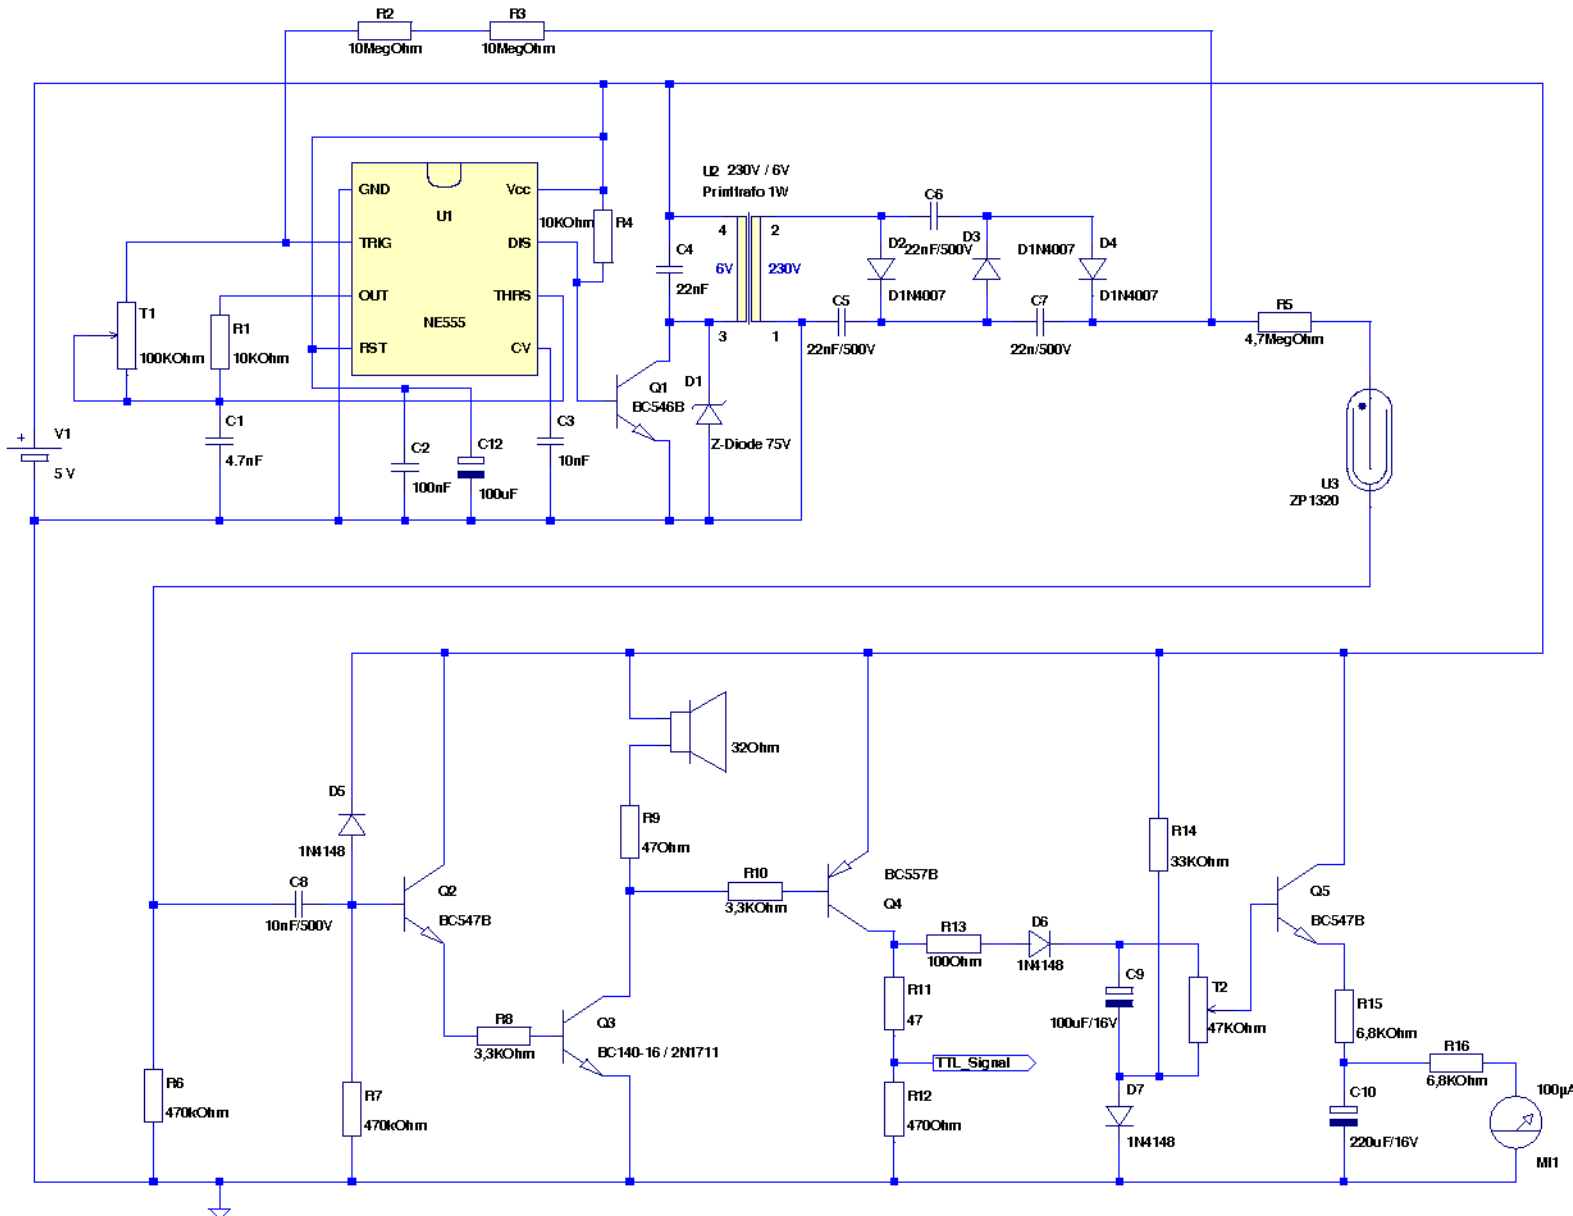 R2
R3
10MegOhm
10MegOhm
U2 230V / 6V
Printtrafo 1W
GND
Vcc
U1
TRIG
DIS
OUT
THRS
NE555
RST
CV
10KOhm
R4
C4
22nF
4
2
6V
230V
3
1
C6
22nF/500V
D2
D1N4007
D3
D1N4007
D4
D1N4007
C5
22nF/500V
C7
22n/500V
R5
4,7MegOhm
T1
100KOhm
R1
10KOhm
Q1
BC546B
D1
Z-Diode 75V
+
V1
5 V
C1
4.7nF
C2
100nF
C12
100uF
C3
10nF
U3
ZP1320
32Ohm
D5
1N4148
R9
47Ohm
R14
33KOhm
C8
10nF/500V
Q2
BC547B
R10
3,3KOhm
BC557B
Q4
Q5
BC547B
R13
100Ohm
D6
1N4148
R11
47
C9
100uF/16V
T2
47KOhm
R15
6,8KOhm
R8
3,3KOhm
Q3
BC140-16 / 2N1711
TTL_Signal
R16
6,8KOhm
R6
470kOhm
R7
470kOhm
R12
470Ohm
D7
1N4148
C10
220uF/16V
100µA
MI1